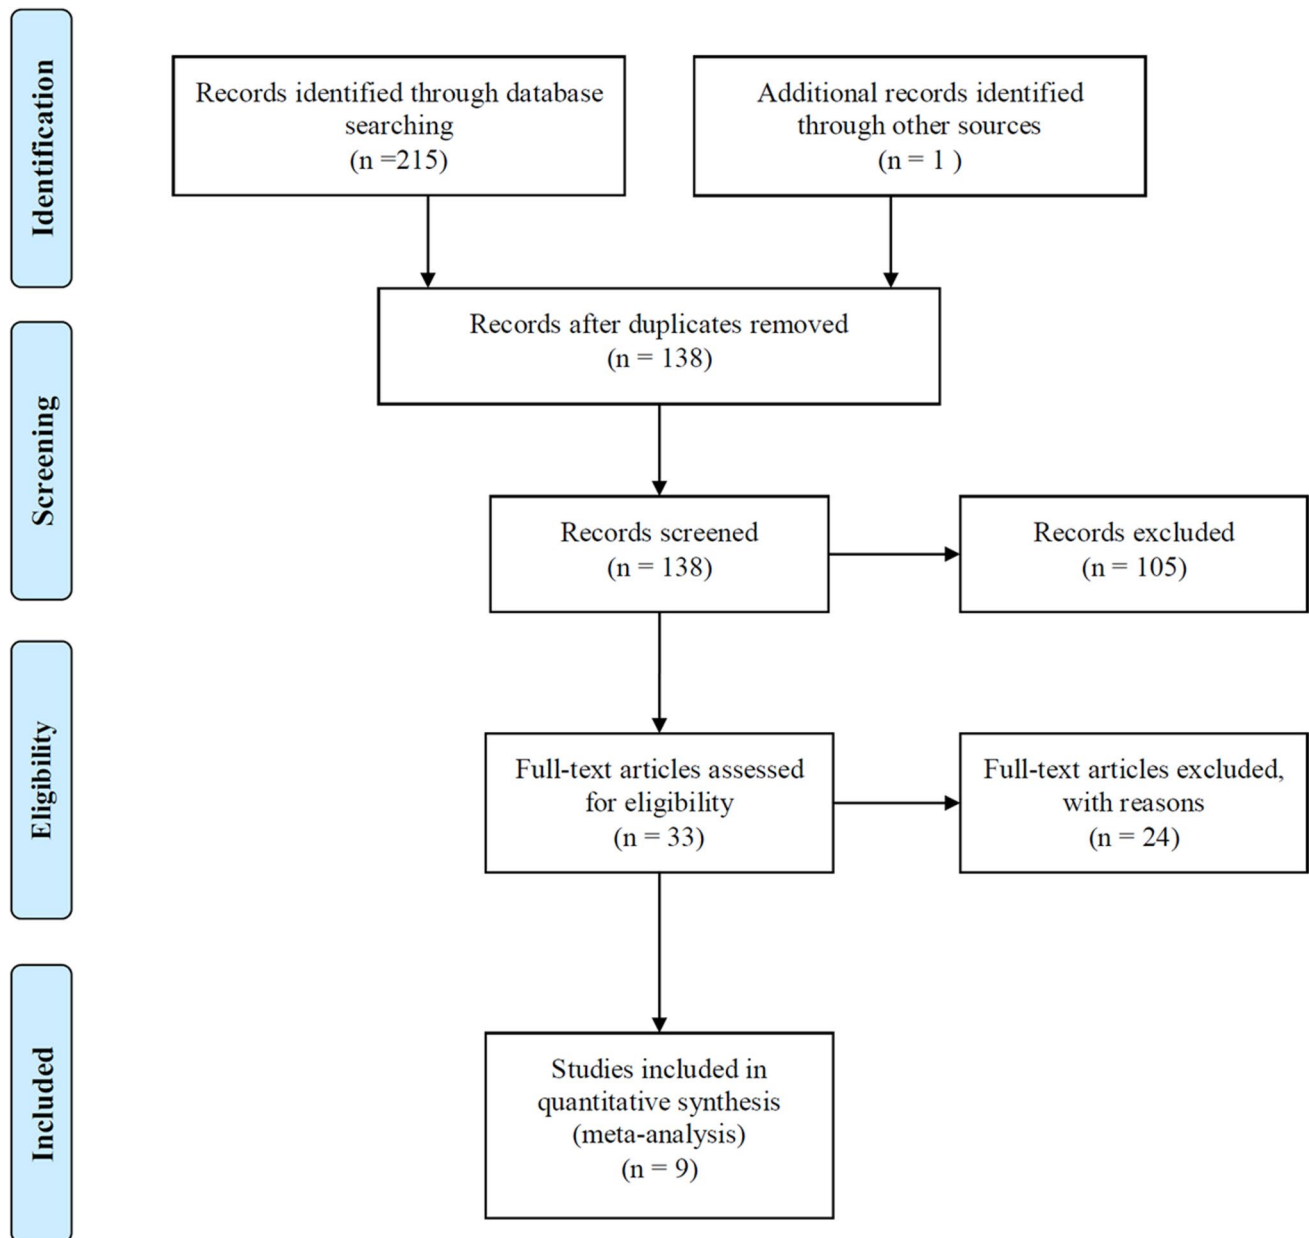 Identification
Records identified through database
searching
(n =215)
Additional records identified
through other sources
(n = 1 )
Records after duplicates removed
(n = 138)
Screening
Records screened
(n = 138)
Records excluded
(n = 105)
Eligibility
Full-text articles assessed
for eligibility
(n = 33)
Full-text articles excluded,
with reasons
(n = 24)
Included
Studies included in
quantitative synthesis
(meta-analysis)
(n = 9)